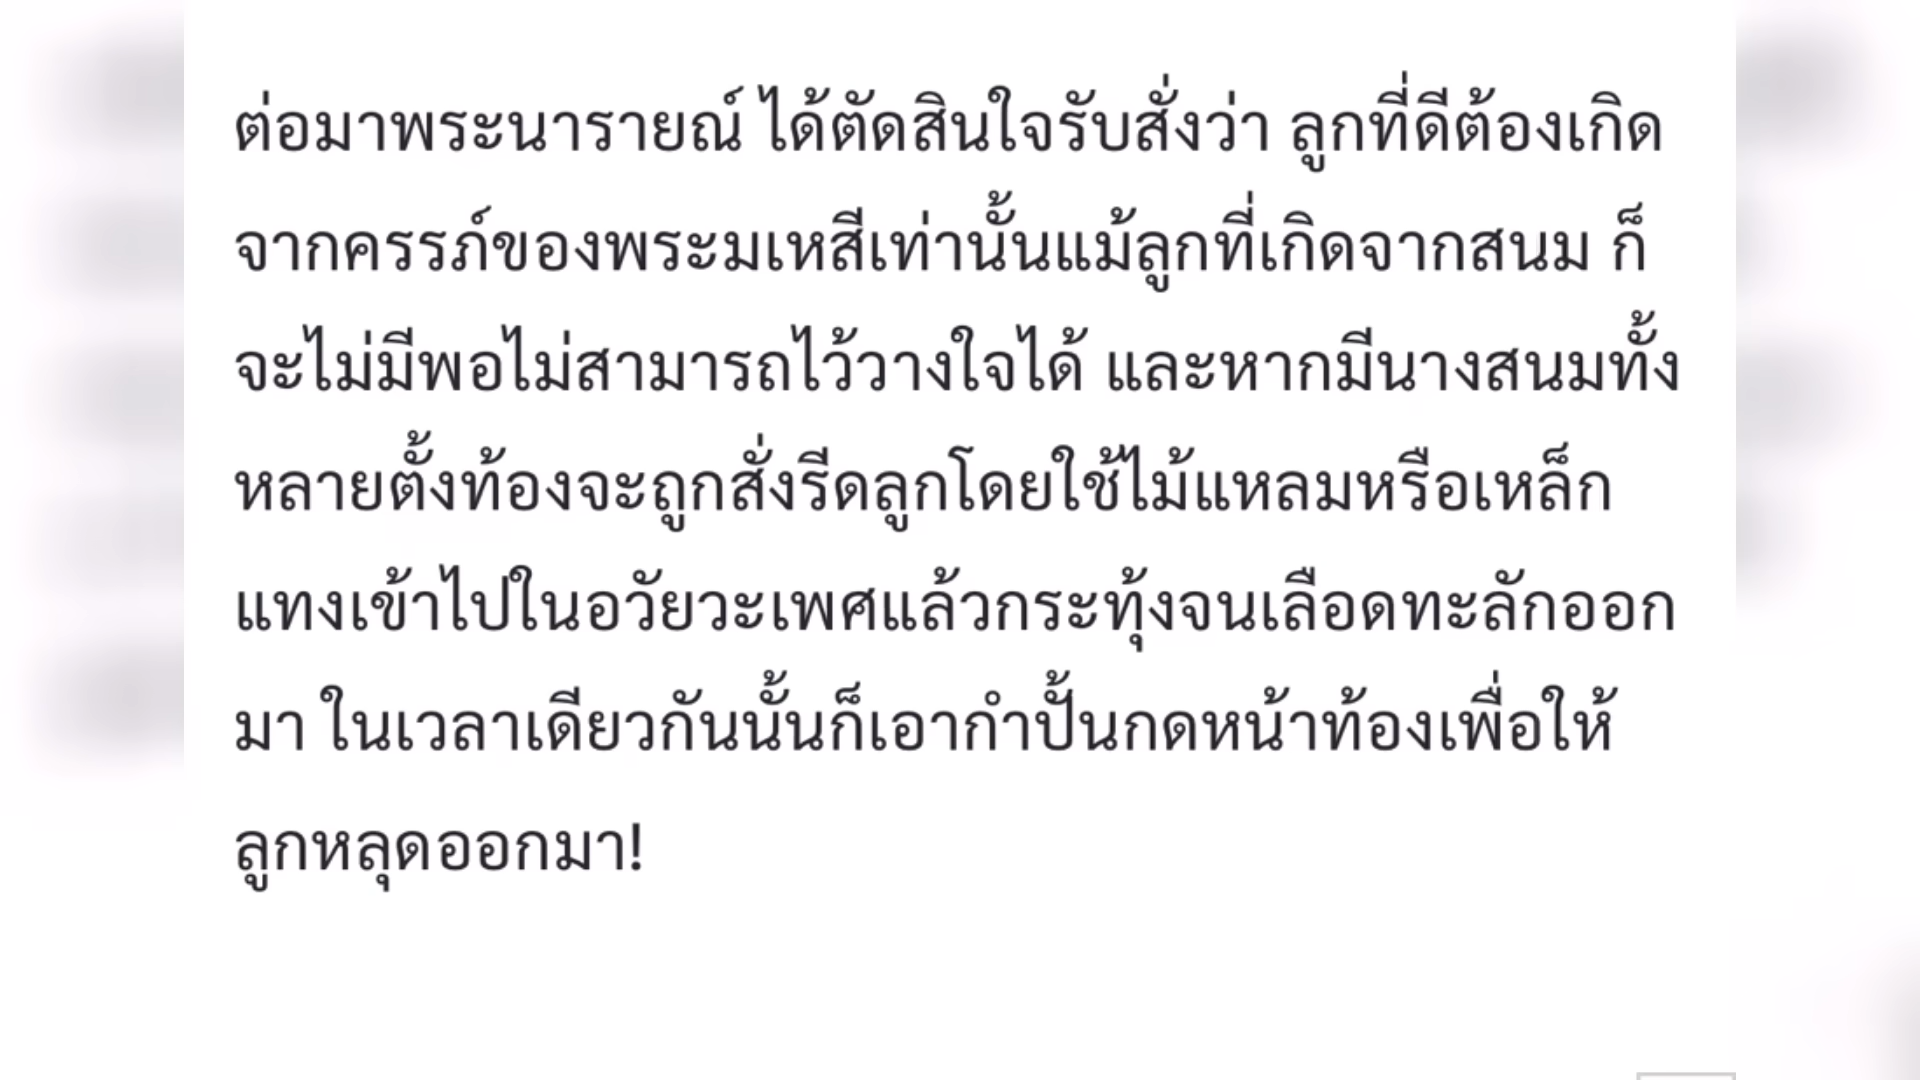 ต่อมาพระนารายณ์ ได้ตัดสินใจรับสั่งว่า ลูกที่ดีต้องเกิด
จากครรภ์ของพระมเหสีเท่านั้นแม้ลูกที่เกิดจากสนม ก็
จะไม่มีพอไม่สามารถไว้วางใจได้ และหากมีนางสนมทั้ง
หลายตั้งท้องจะถูกสั่งรีดลูกโดยใช้ไม้แหลมหรือเหล็ก
แทงเข้าไปในอวัยวะเพศแล้วกระทุ้งจนเลือดทะลักออก
มา ในเวลาเดียวกันนั้นก็เอากำปั้นกดหน้าท้องเพื่อให้
ลูกหลุดออกมา!